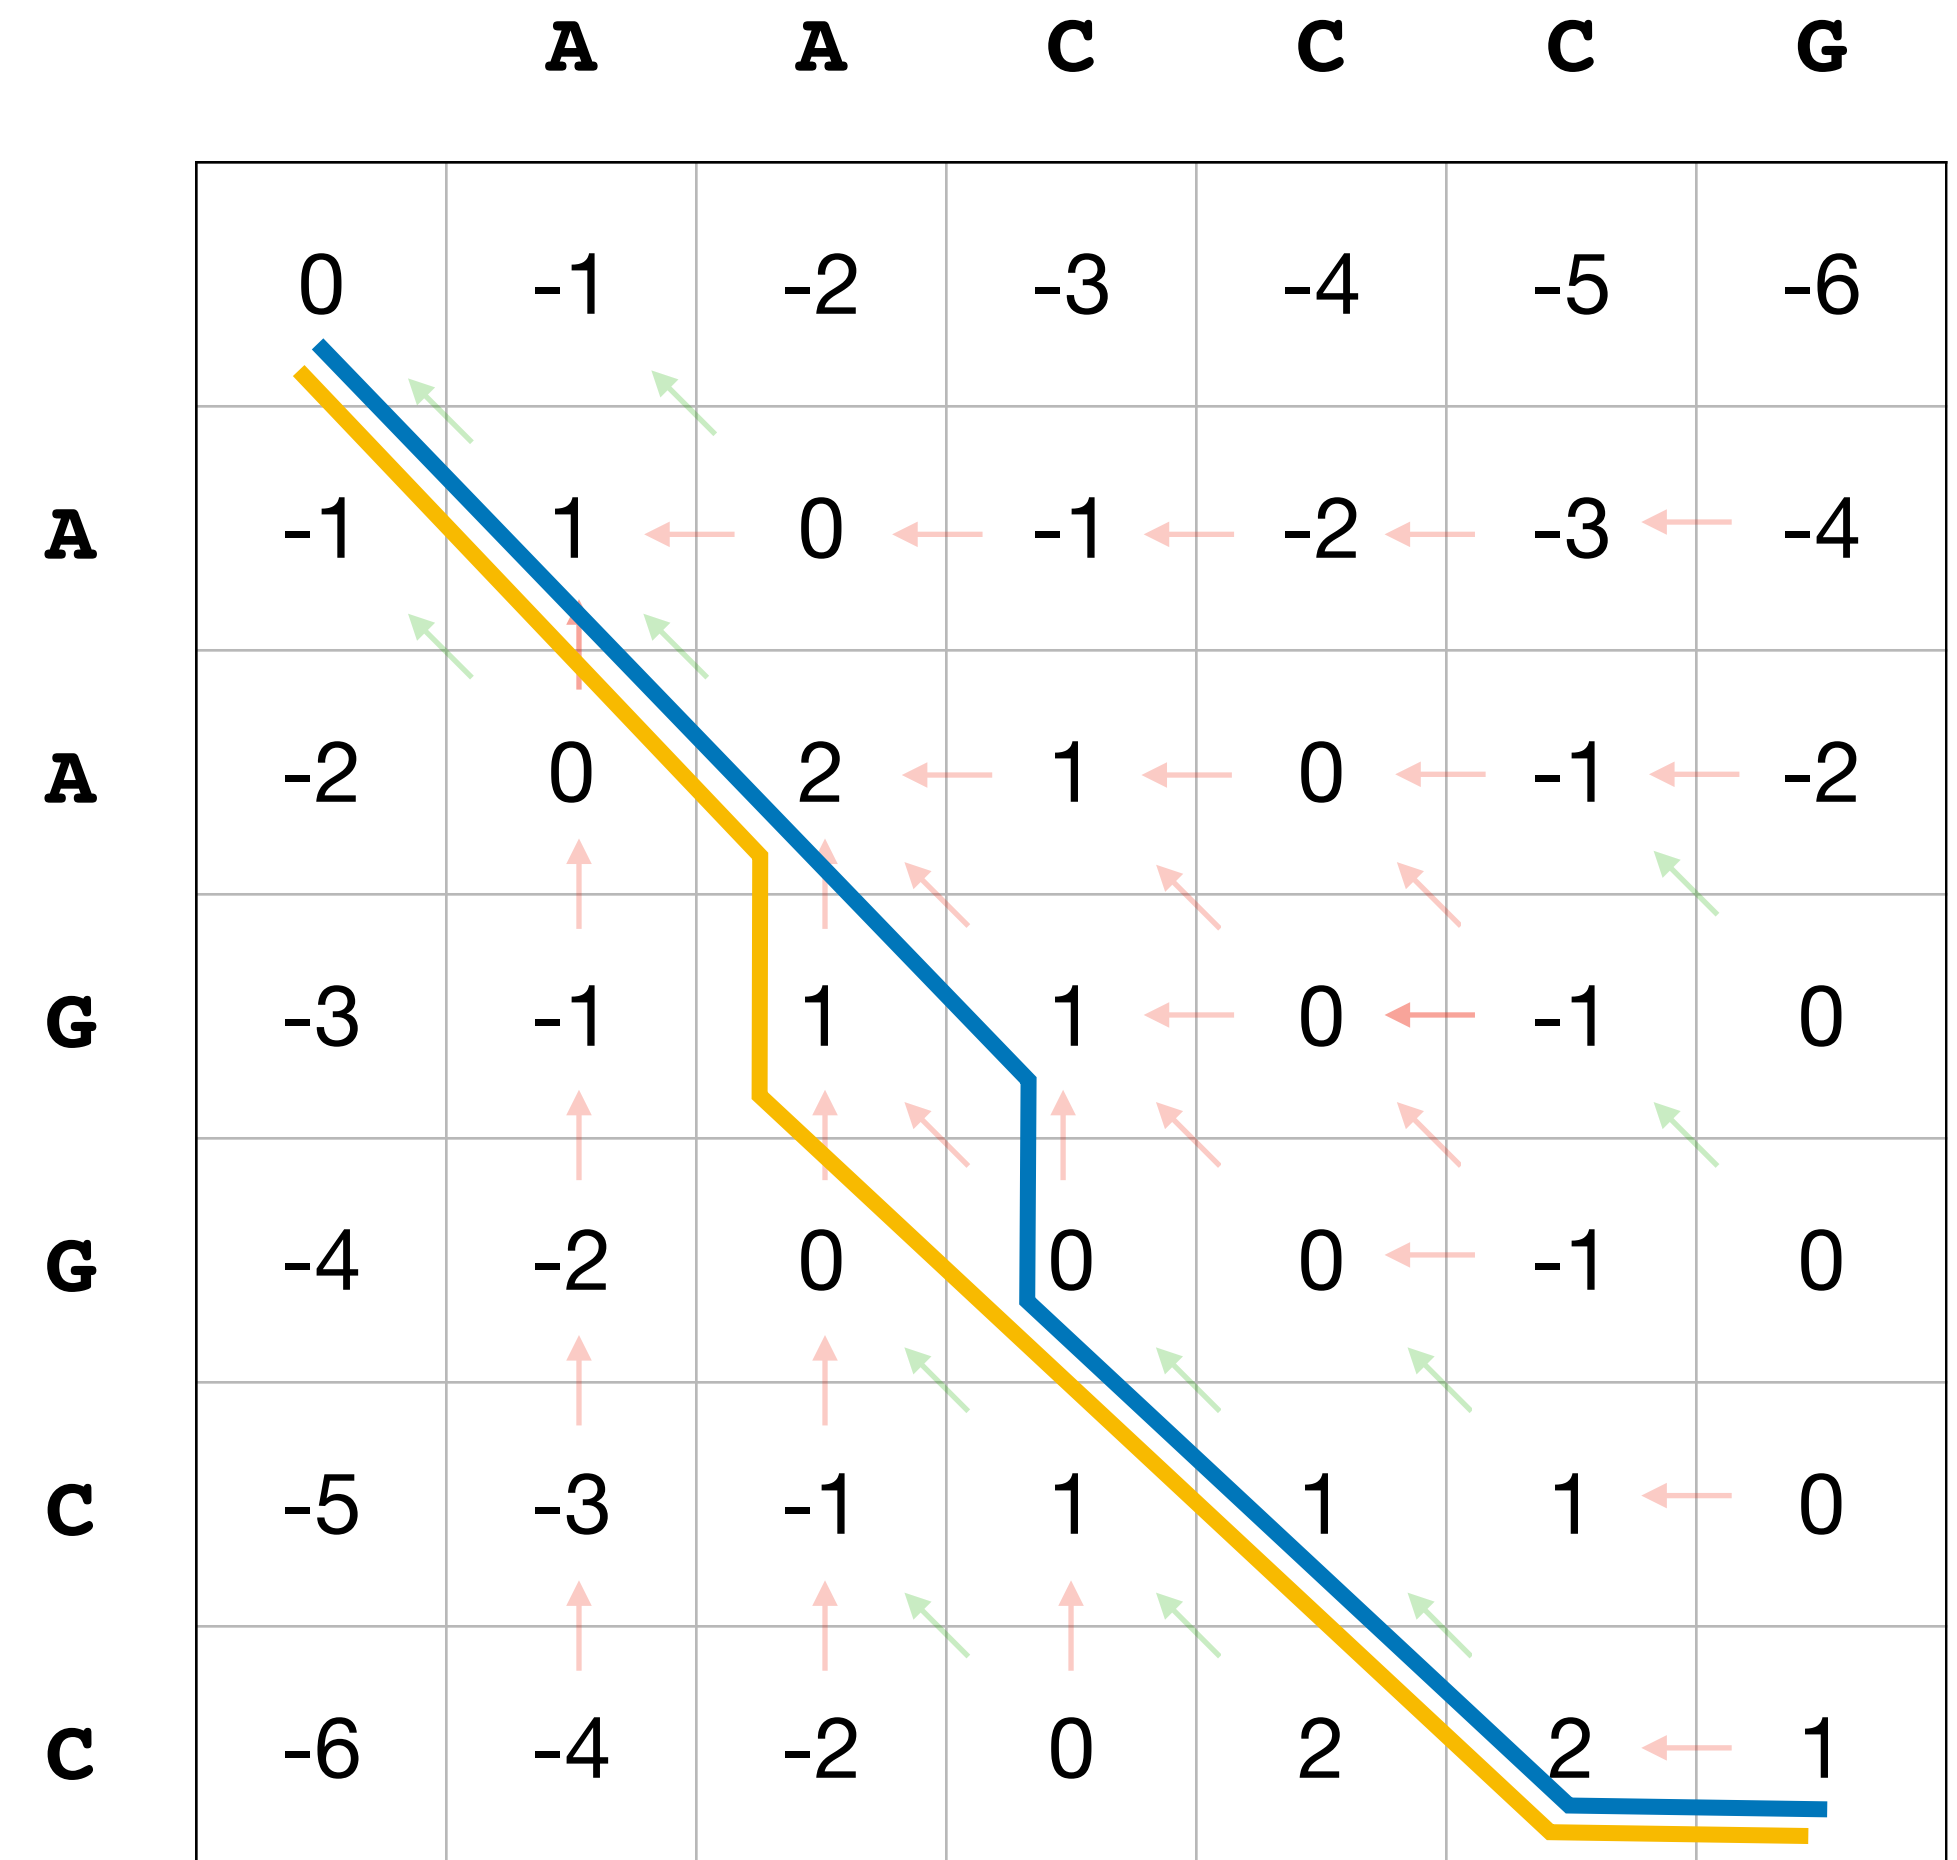 A A C C C G
0 -1 -2 -3 -4 -5 -6
A -1 1 0 -1 -2 -3 -4
A -2 0 2 1 0 -1 -2
G -3 -1 1 1 0 -1 0
G -4 -2 0 0 0 -1 0
C -5 -3 -1 1 1 1 0
C -6 -4 -2 0 2 2 1